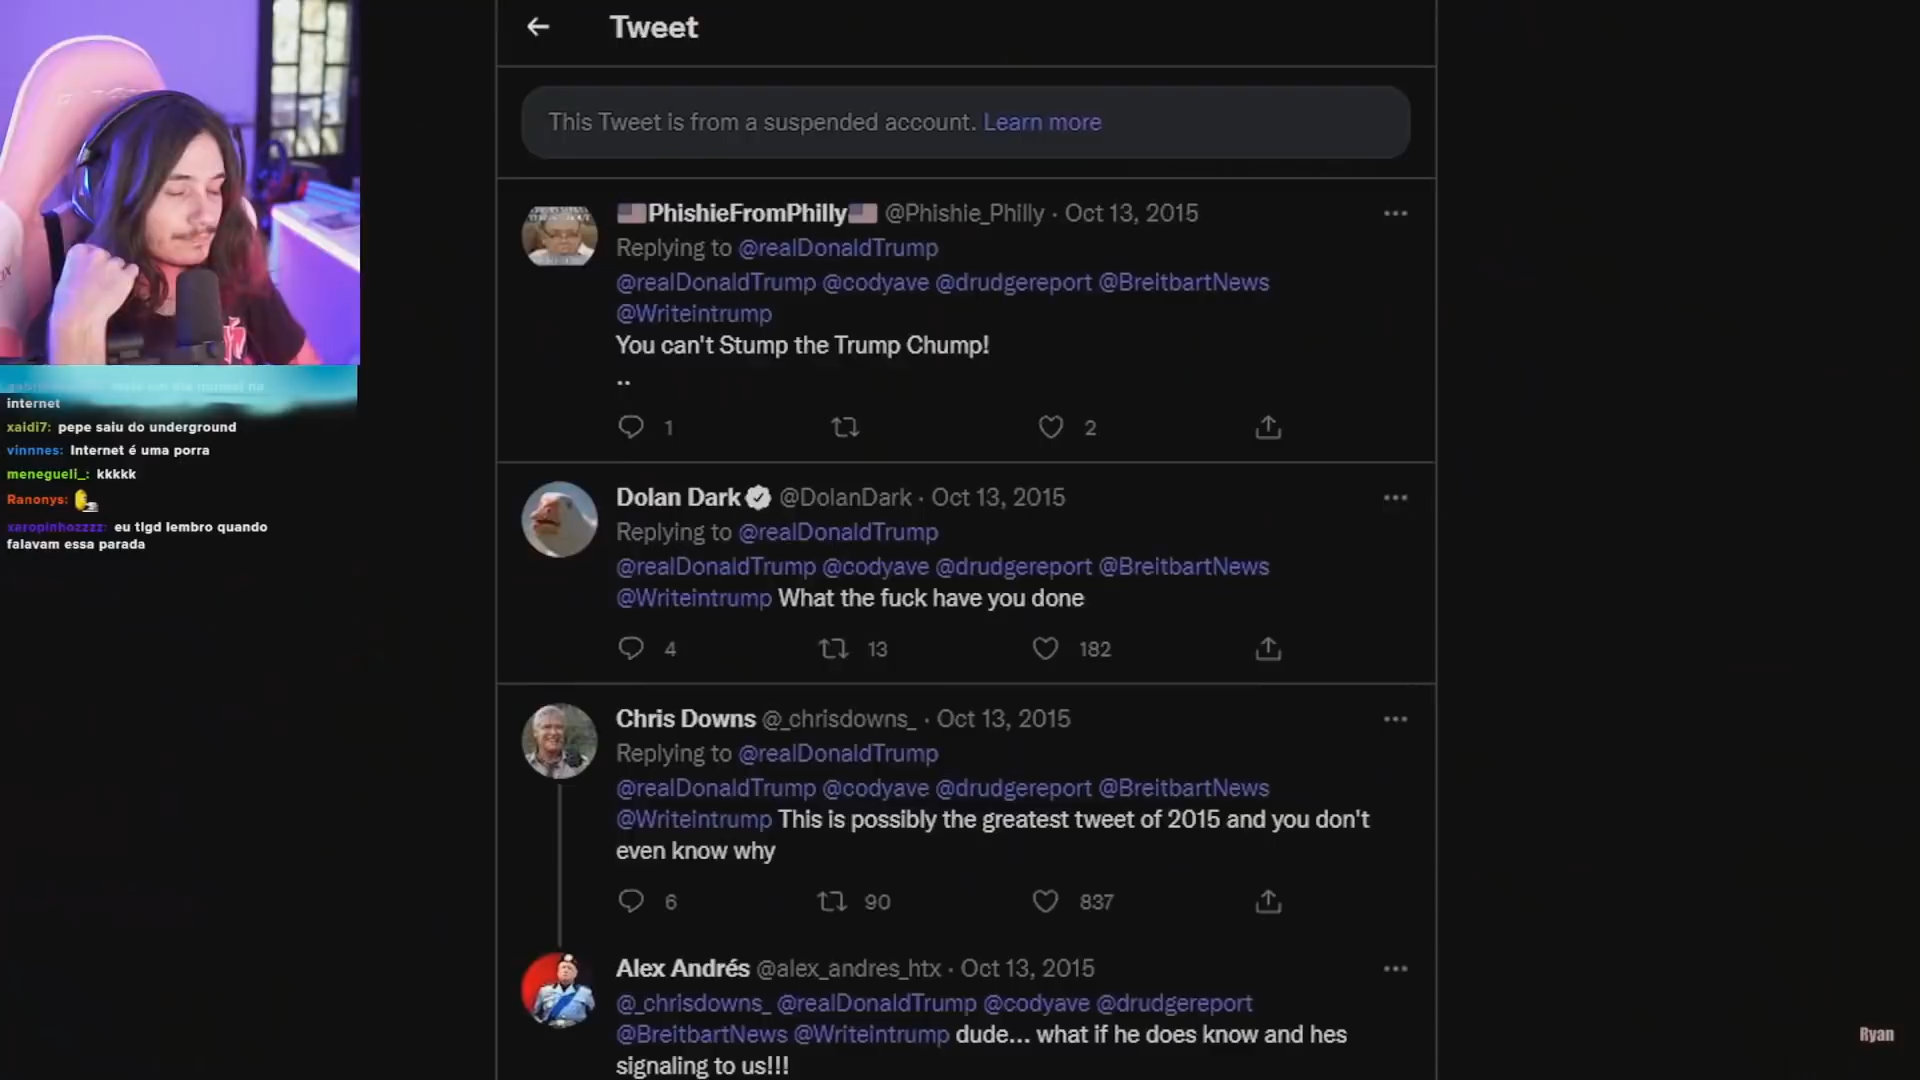 Tweet
This Tweet is from a suspended account. Learn more
PhishieFromPhilly @Phishie_Philly · Oct 13, 2015
Replying to @realDonaldTrump
@realDonaldTrump @codyave @drudgereport @BreitbartNews
@Writeintrump
You can't Stump the Trump Chump!
..
1 2
Dolan Dark @DolanDark · Oct 13, 2015
Replying to @realDonaldTrump
@realDonaldTrump @codyave @drudgereport @BreitbartNews
@Writeintrump What the fuck have you done
4 13 182
Chris Downs @_chrisdowns_ · Oct 13, 2015
Replying to @realDonaldTrump
@realDonaldTrump @codyave @drudgereport @BreitbartNews
@Writeintrump This is possibly the greatest tweet of 2015 and you don't
even know why
6 90 837
Alex Andrés @alex_andres_htx · Oct 13, 2015
@_chrisdowns_ @realDonaldTrump @codyave @drudgereport
@BreitbartNews @Writeintrump dude... what if he does know and hes
signaling to us!!!
internet
xaidi7: pepe saiu do underground
vinnnes: Internet é uma porra
menegueli_: kkkkk
Ranonys:
xaropinhozzzz: eu tlgd lembro quando
falavam essa parada
Ryan